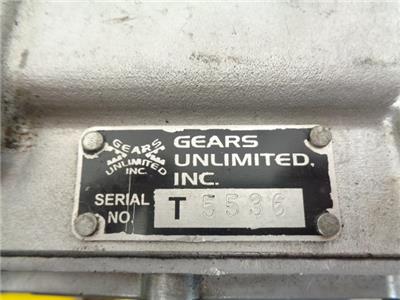 GEARS
UNLIMITED
INC.
GEARS
UNLIMITED,
INC.
SERIAL
NO.
T 5536